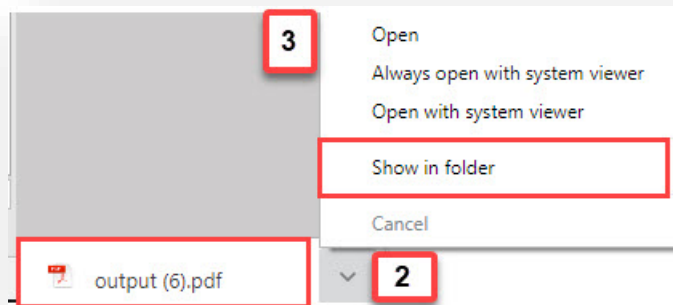 3
Open
Always open with system viewer
Open with system viewer
Show in folder
Cancel
PDF
output (6).pdf
2